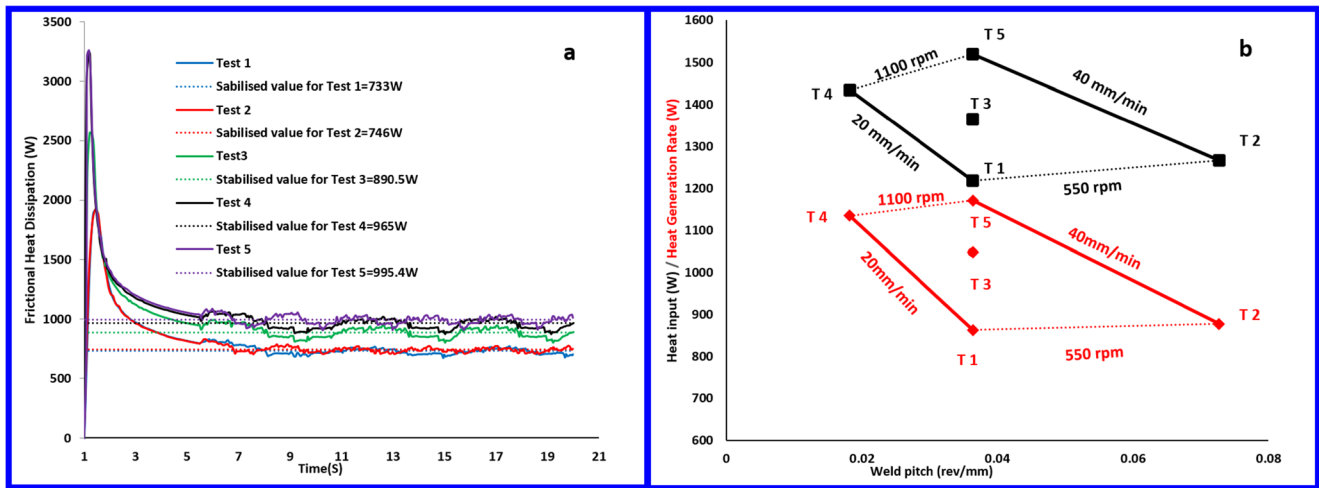 a
Frictional Heat Dissipation (W)
3500
3000
2500
2000
1500
1000
500
0
Test 1
Sabilised value for Test 1=733W
Test 2
Sabilised value for Test 2=746W
Test3
Stabilised value for Test 3=890.5W
Test 4
Stabilised value for Test 4=965W
Test 5
Stabilised value for Test 5=995.4W
1 3 5 7 9 11 13 15 17 19 21
Time(S)
b
Heat input (W) / Heat Generation Rate (W)
1600
1500
1400
1300
1200
1100
1000
900
800
700
600
T 5
1100 rpm
40 mm/min
T 4
T 3
20 mm/min
T 2
T 1
550 rpm
1100 rpm
T 4
T 5
40mm/min
20mm/min
T 3
T 2
T 1
550 rpm
0 0.02 0.04 0.06 0.08
Weld pitch (rev/mm)